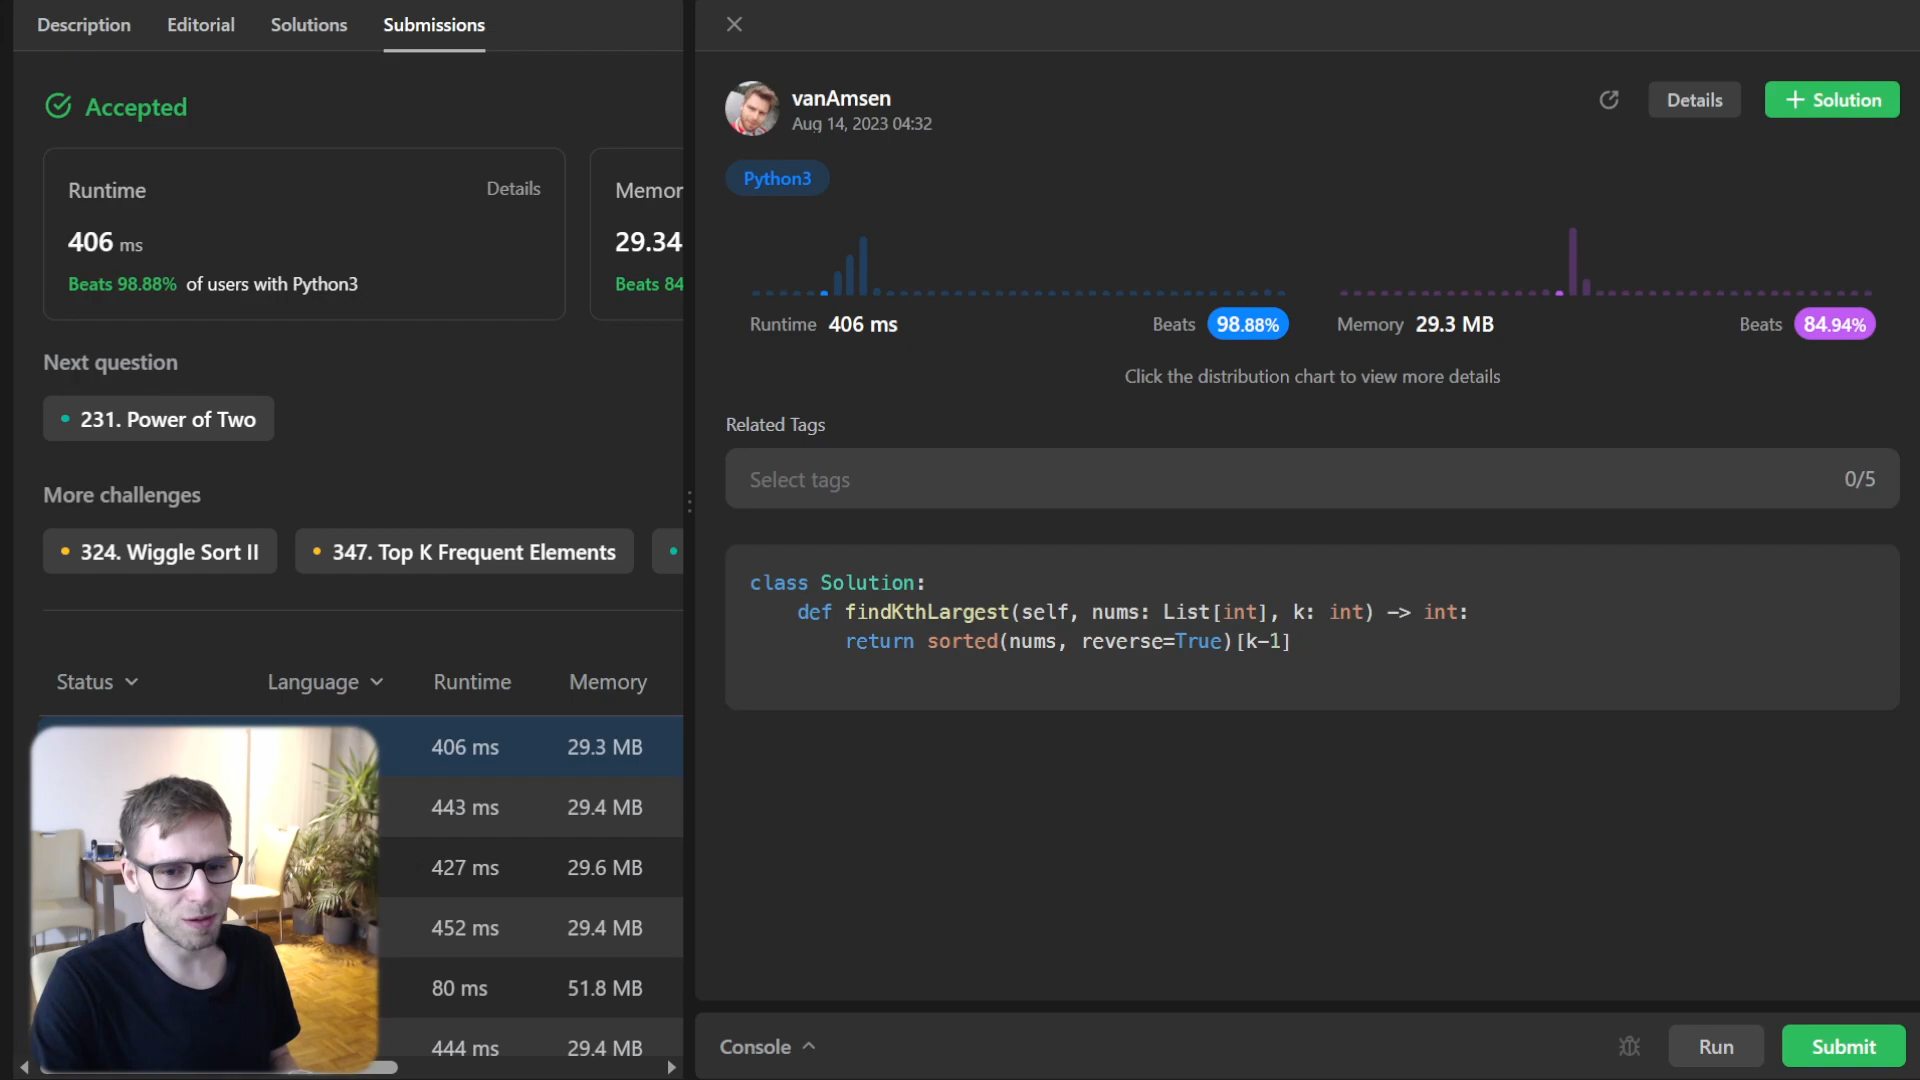 Description Editorial Solutions Submissions
Accepted
Runtime Details
406 ms
Beats 98.88% of users with Python3
Memor
29.34
Beats 84
Next question
231. Power of Two
More challenges
324. Wiggle Sort II 347. Top K Frequent Elements
Status Language Runtime Memory
406 ms 29.3 MB
443 ms 29.4 MB
427 ms 29.6 MB
452 ms 29.4 MB
80 ms 51.8 MB
444 ms 29.4 MB
vanAmsen
Aug 14, 2023 04:32
Details + Solution
Python3
Runtime 406 ms Beats 98.88% Memory 29.3 MB Beats 84.94%
Click the distribution chart to view more details
Related Tags
Select tags 0/5
class Solution:
    def findKthLargest(self, nums: List[int], k: int) -> int:
        return sorted(nums, reverse=True)[k-1]
Console Run Submit